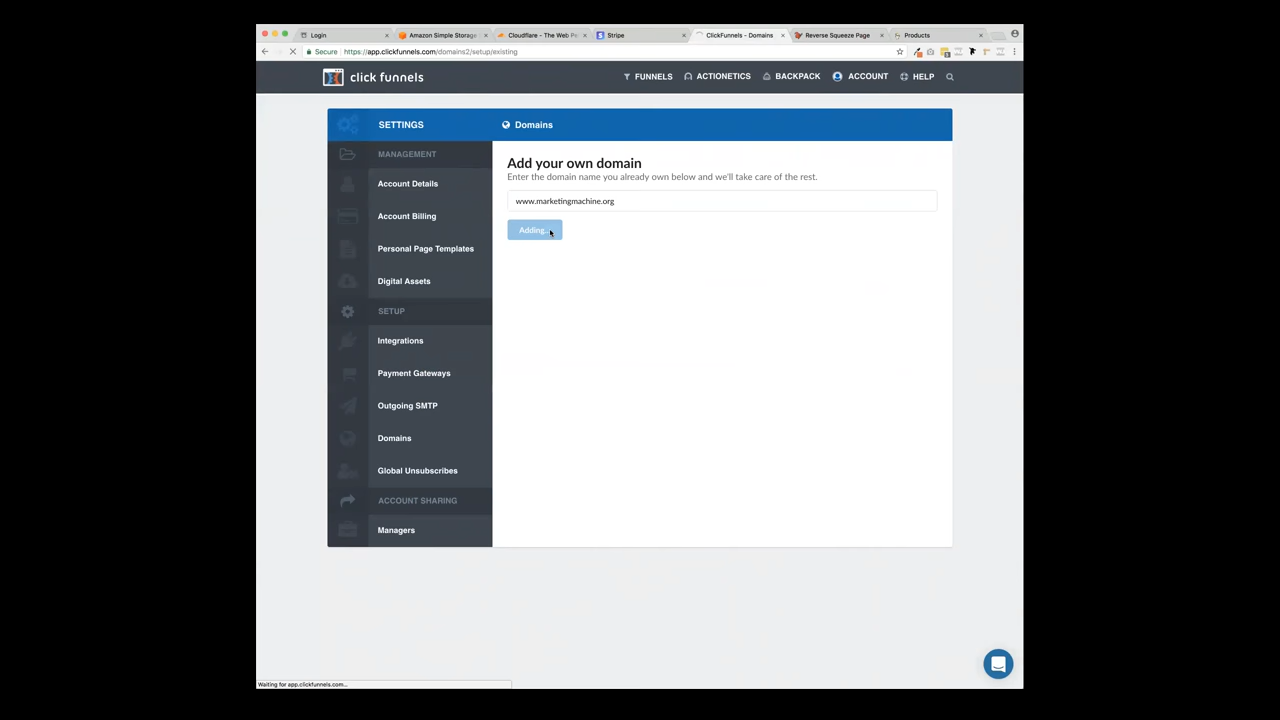 Login
Amazon Simple Storage
Cloudflare - The Web Pe
Stripe
ClickFunnels - Domains
Reverse Squeeze Page
Products
Secure
https://app.clickfunnels.com/domains2/setup/existing
click funnels
FUNNELS
ACTIONETICS
BACKPACK
ACCOUNT
HELP
SETTINGS
Domains
MANAGEMENT
Account Details
Account Billing
Personal Page Templates
Digital Assets
SETUP
Integrations
Payment Gateways
Outgoing SMTP
Domains
Global Unsubscribes
ACCOUNT SHARING
Managers
Add your own domain
Enter the domain name you already own below and we'll take care of the rest.
www.marketingmachine.org
Adding...
Waiting for app.clickfunnels.com...